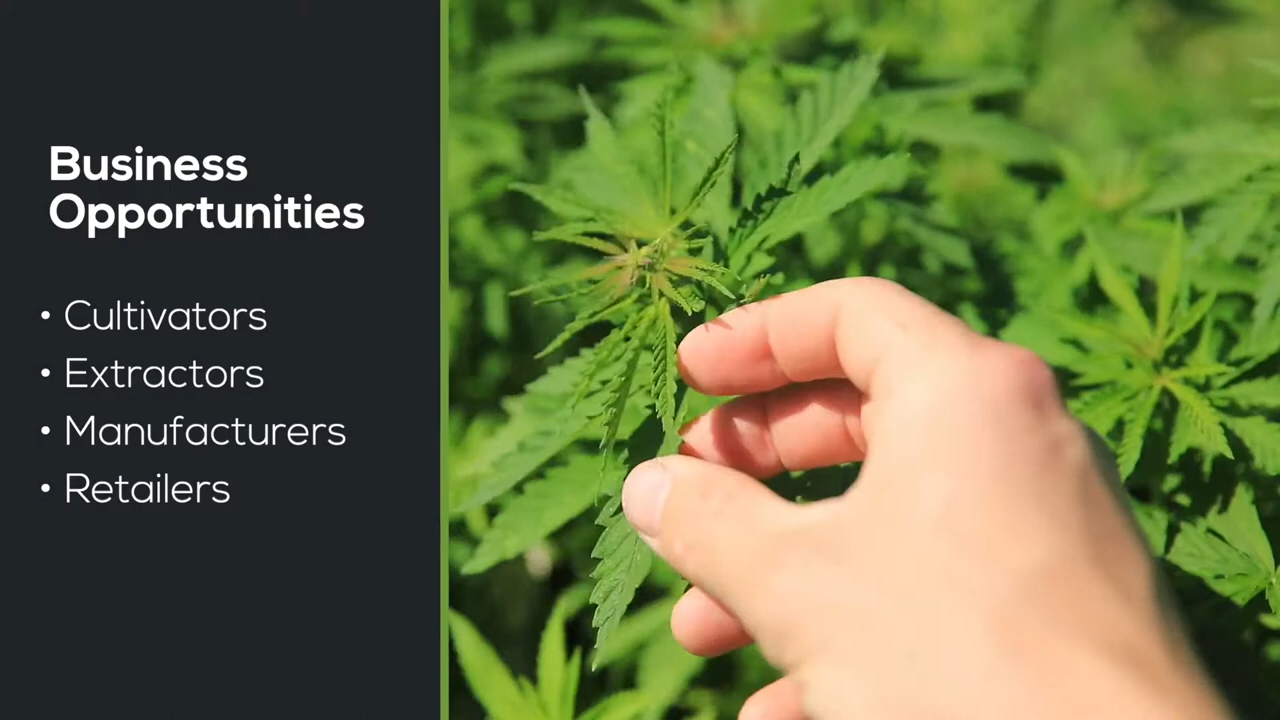 Business
Opportunities
• Cultivators
• Extractors
• Manufacturers
• Retailers